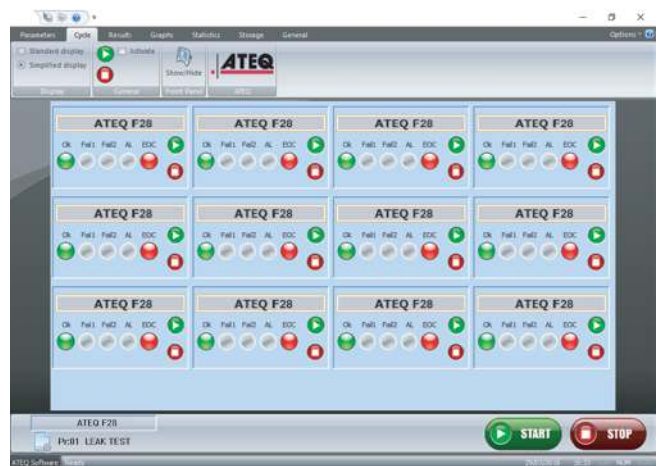 Parameters Cycle Results Graphs Statistics Storage General Options
Standard display
Simplified display
Activate
Show/Hide
ATEQ
Display General Point Panel ATEQ
ATEQ F28 ATEQ F28 ATEQ F28 ATEQ F28
Ok Fail1 Fail2 AL EOC Ok Fail1 Fail2 AL EOC Ok Fail1 Fail2 AL EOC Ok Fail1 Fail2 AL EOC
ATEQ F28 ATEQ F28 ATEQ F28 ATEQ F28
Ok Fail1 Fail2 AL EOC Ok Fail1 Fail2 AL EOC Ok Fail1 Fail2 AL EOC Ok Fail1 Fail2 AL EOC
ATEQ F28 ATEQ F28 ATEQ F28 ATEQ F28
Ok Fail1 Fail2 AL EOC Ok Fail1 Fail2 AL EOC Ok Fail1 Fail2 AL EOC Ok Fail1 Fail2 AL EOC
ATEQ F28
Pr:01 LEAK TEST
START STOP
ATEQ Software Ready